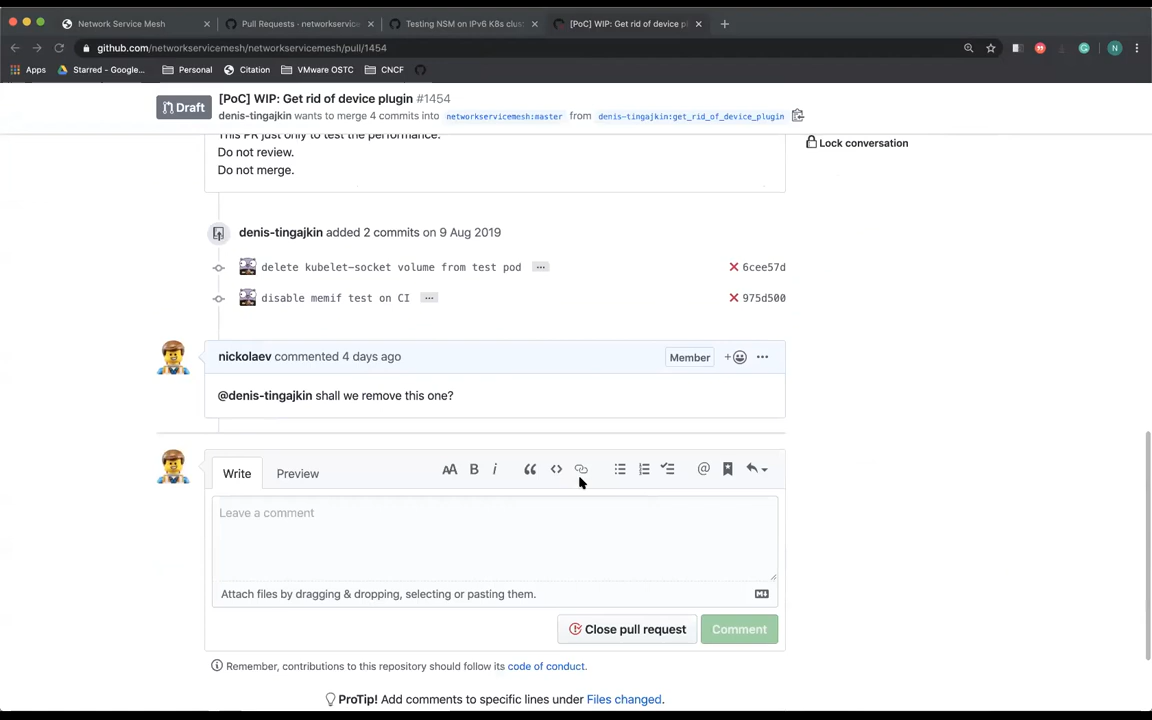 Network Service Mesh
Pull Requests · networkservice
Testing NSM on IPv6 K8s clus
[PoC] WIP: Get rid of device pl
github.com/networkservicemesh/networkservicemesh/pull/1454
N
Apps
Starred - Google...
Personal
Citation
VMware OSTC
CNCF
Draft
[PoC] WIP: Get rid of device plugin #1454
denis-tingajkin wants to merge 4 commits into networkservicemesh:master from denis-tingajkin:get_rid_of_device_plugin
This PR just only to test the performance.
Do not review.
Do not merge.
Lock conversation
denis-tingajkin added 2 commits on 9 Aug 2019
delete kubelet-socket volume from test pod ... 6cee57d
disable memif test on CI ... 975d500
nickolaev commented 4 days ago
Member
@denis-tingajkin shall we remove this one?
Write
Preview
AA B i
Leave a comment
Attach files by dragging & dropping, selecting or pasting them.
Close pull request
Comment
Remember, contributions to this repository should follow its code of conduct.
ProTip! Add comments to specific lines under Files changed.